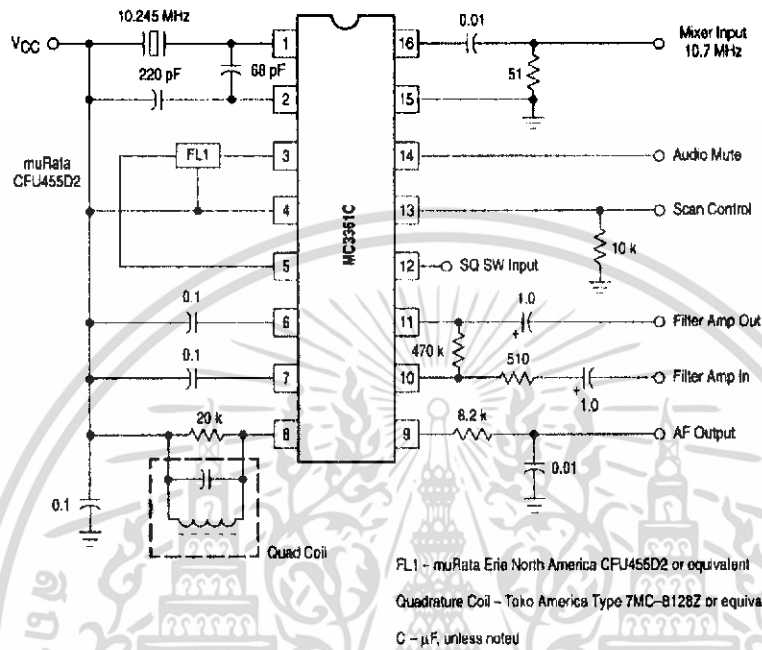 10.245 MHz
VCC
220 pF
68 pF
1
2
3
4
5
6
7
8
muRata
CFU455D2
FL1
0.1
0.1
20 k
0.1
Quad Coil
MC3361C
16
15
14
13
12
11
10
9
0.01
Mixer Input
10.7 MHz
51
Audio Mute
Scan Control
10 k
SQ SW Input
1.0
+
Filter Amp Out
470 k
510
+
1.0
Filter Amp In
8.2 k
AF Output
0.01
FL1 - muRata Erie North America CFU455D2 or equivalent
Quadrature Coil - Toko America Type 7MC-8128Z or equiva
C - µF, unless noted